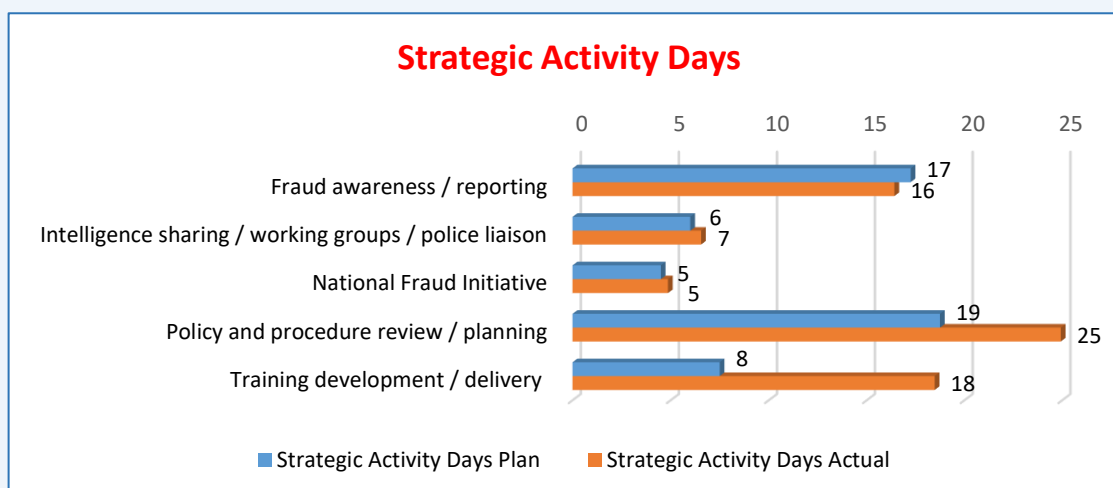 Strategic Activity Days
0 5 10 15 20 25
Fraud awareness / reporting 17
16
Intelligence sharing / working groups / police liaison 6
7
National Fraud Initiative 5
5
Policy and procedure review / planning 19
25
Training development / delivery 8
18
Strategic Activity Days Plan Strategic Activity Days Actual